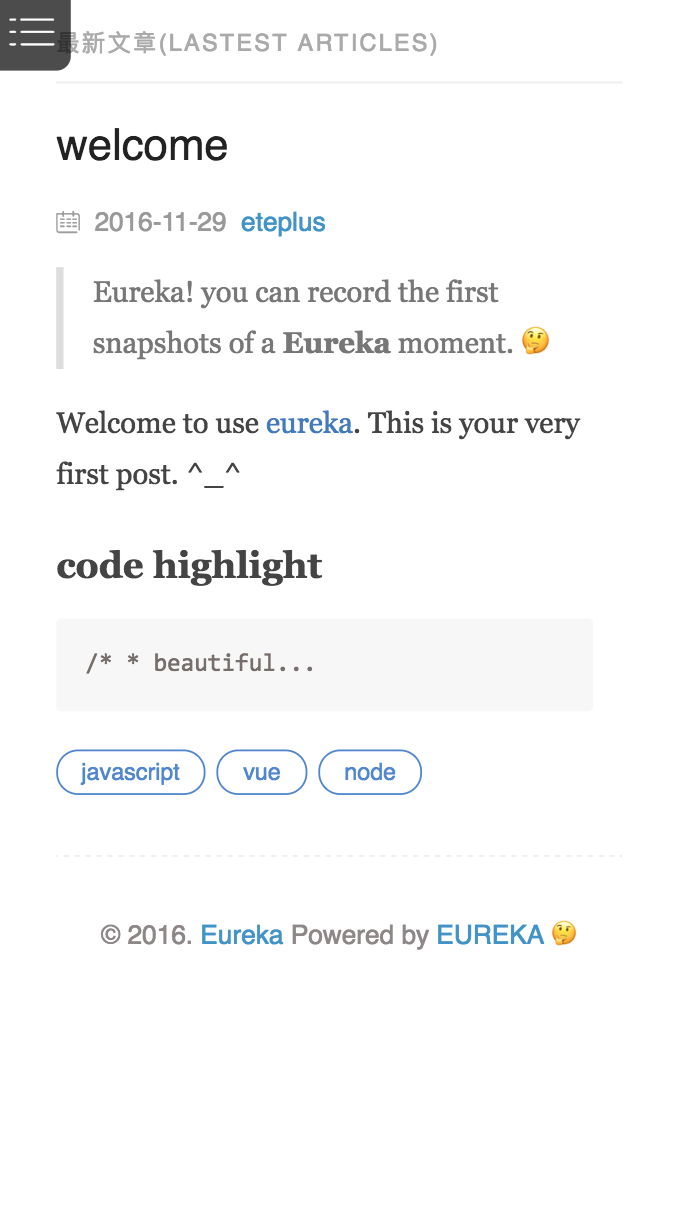 最新文章(LASTEST ARTICLES)
welcome
2016-11-29 eteplus
Eureka! you can record the first
snapshots of a Eureka moment. 🤔
Welcome to use eureka. This is your very
first post. ^_^
code highlight
/* * beautiful...
javascript vue node
© 2016. Eureka Powered by EUREKA 🤔